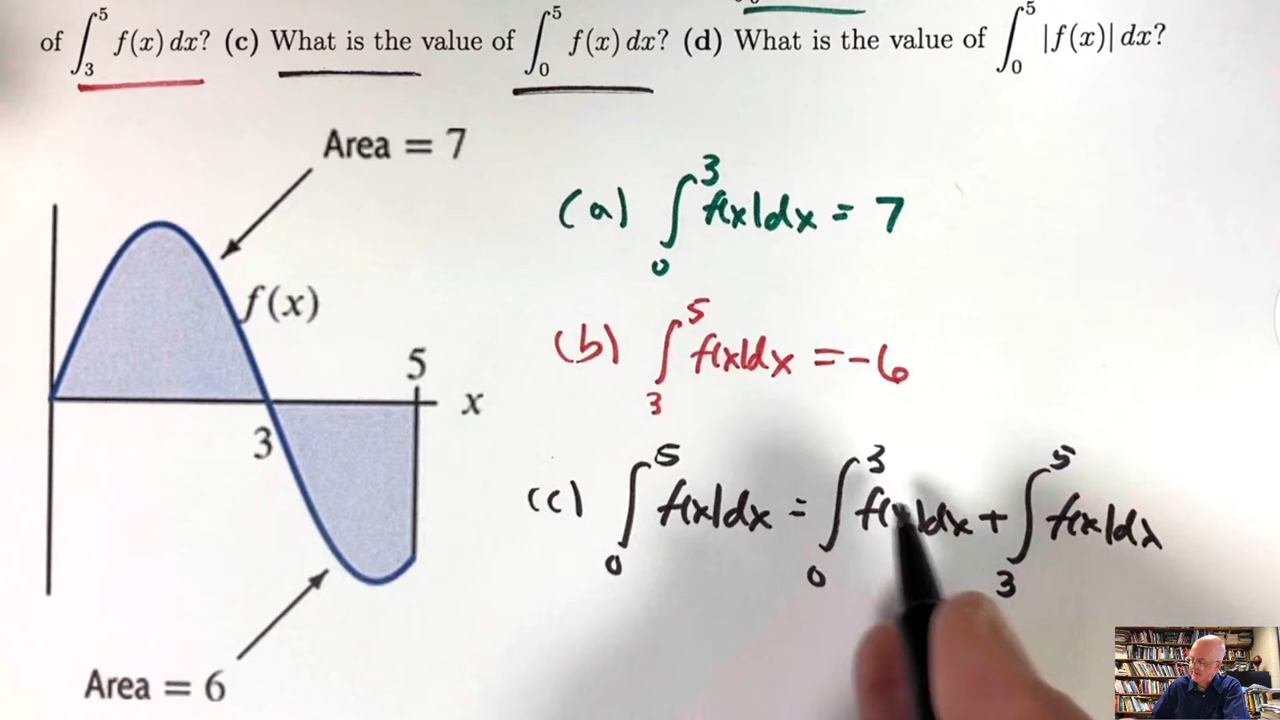 of ∫₃⁵ f(x) dx? (c) What is the value of ∫₀⁵ f(x) dx? (d) What is the value of ∫₀⁵ |f(x)| dx?
Area = 7
(a) ∫₀³ f(x)dx = 7
f(x)
(b) ∫₃⁵ f(x)dx = -6
5
x
3
(c) ∫₀⁵ f(x)dx = ∫₀³ f(x)dx + ∫₃⁵ f(x)dx
Area = 6